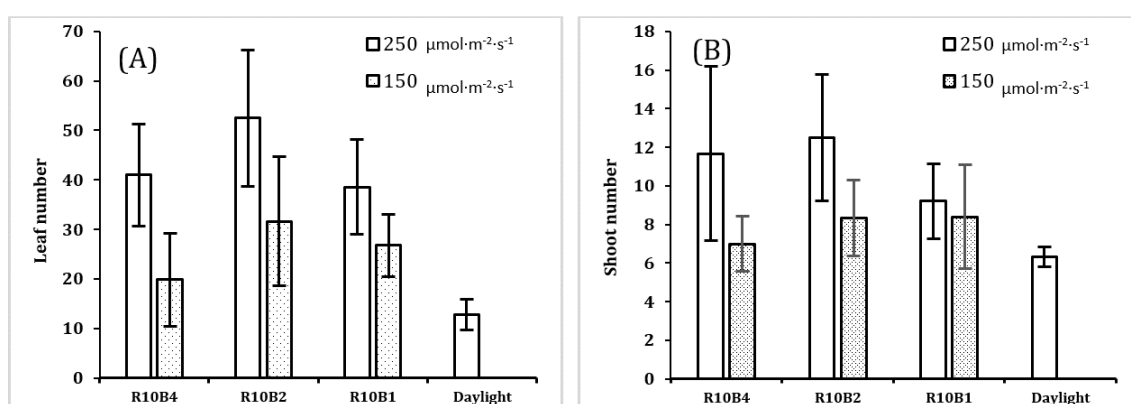 (A)
250 µmol·m⁻²·s⁻¹
150 µmol·m⁻²·s⁻¹
Leaf number
70
60
50
40
30
20
10
0
R10B4 R10B2 R10B1 Daylight
(B)
250 µmol·m⁻²·s⁻¹
150 µmol·m⁻²·s⁻¹
Shoot number
18
16
14
12
10
8
6
4
2
0
R10B4 R10B2 R10B1 Daylight